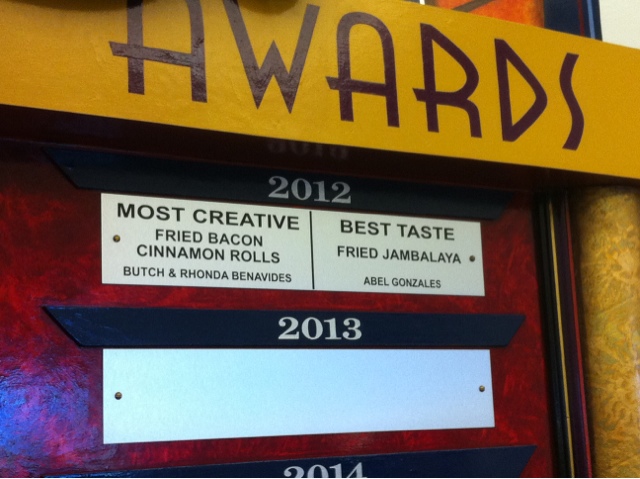 AWARDS
2012
MOST CREATIVE
FRIED BACON
CINNAMON ROLLS
BUTCH & RHONDA BENAVIDES
BEST TASTE
FRIED JAMBALAYA
ABEL GONZALES
2013
2014